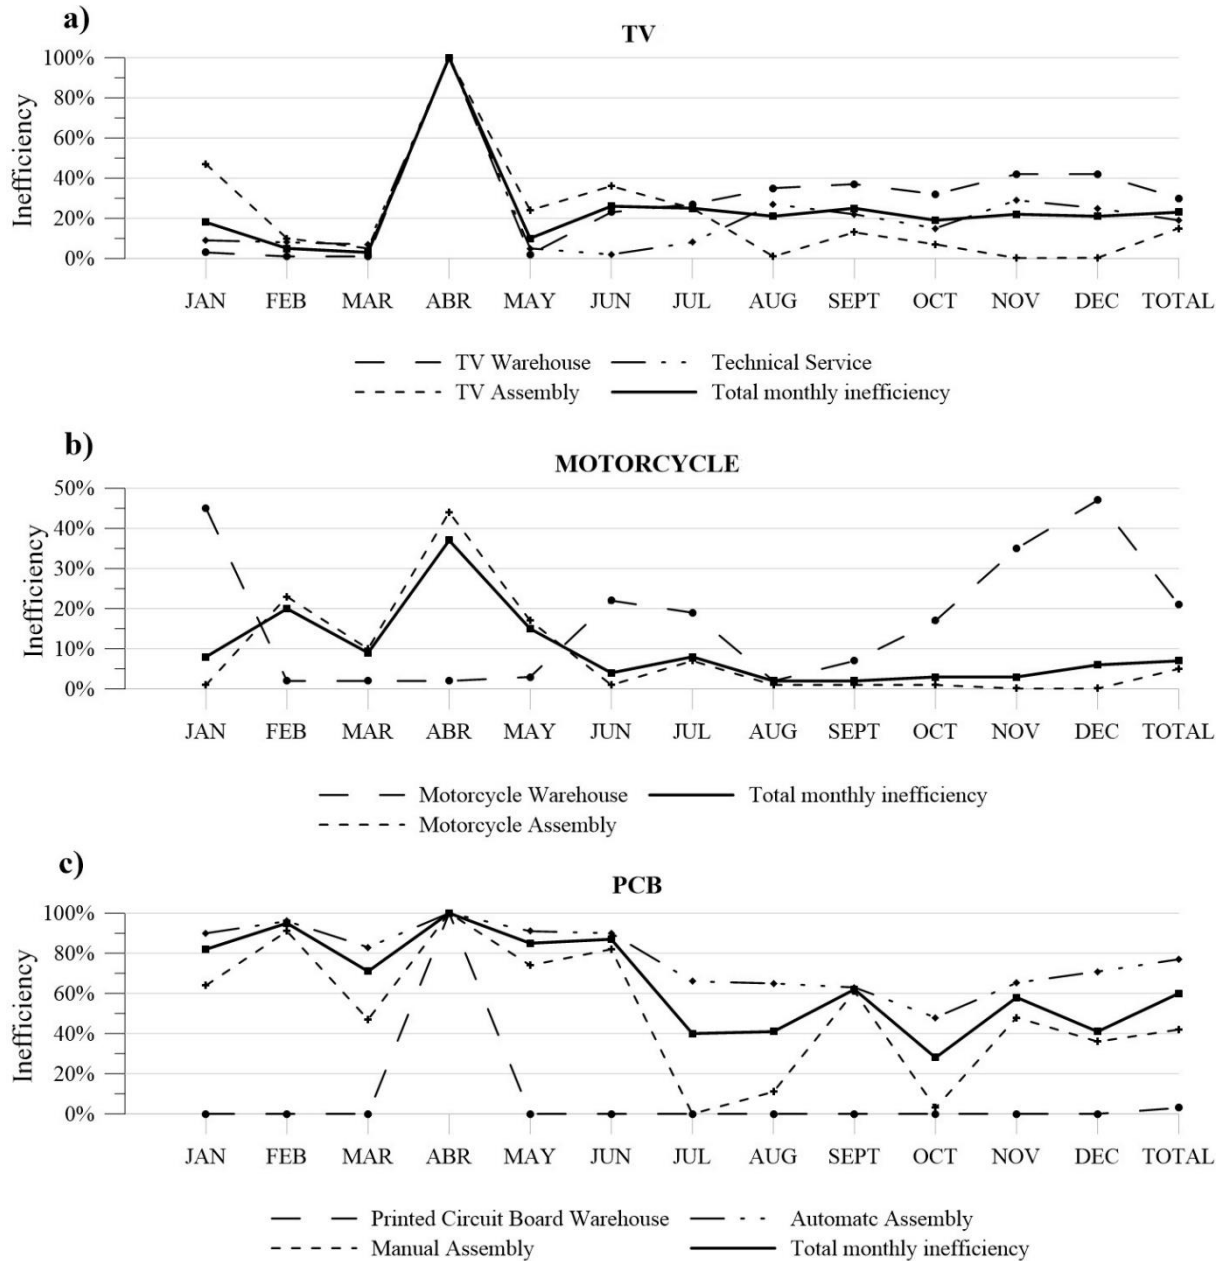 a)
TV
100%
80%
60%
40%
20%
0%
Inefficiency
JAN FEB MAR ABR MAY JUN JUL AUG SEPT OCT NOV DEC TOTAL
TV Warehouse Technical Service
TV Assembly Total monthly inefficiency
b)
MOTORCYCLE
50%
40%
30%
20%
10%
0%
Inefficiency
JAN FEB MAR ABR MAY JUN JUL AUG SEPT OCT NOV DEC TOTAL
Motorcycle Warehouse Total monthly inefficiency
Motorcycle Assembly
c)
PCB
100%
80%
60%
40%
20%
0%
Inefficiency
JAN FEB MAR ABR MAY JUN JUL AUG SEPT OCT NOV DEC TOTAL
Printed Circuit Board Warehouse Automatc Assembly
Manual Assembly Total monthly inefficiency